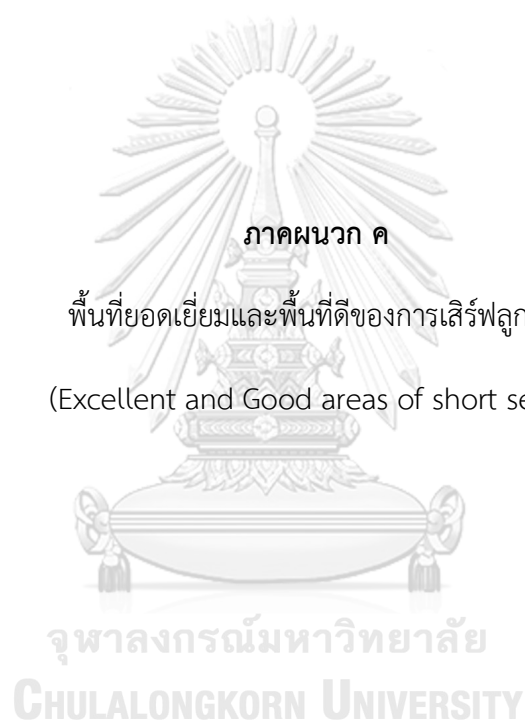 ภาคผนวก ค
พื้นที่ยอดเยี่ยมและพื้นที่ดีของการเสิร์ฟลูก
(Excellent and Good areas of short se
จุฬาลงกรณ์มหาวิทยาลัย
CHULALONGKORN UNIVERSITY